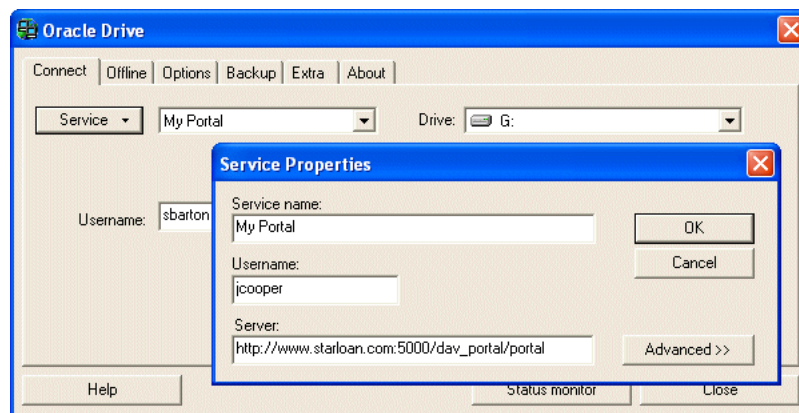 Oracle Drive
Connect Offline Options Backup Extra About
Service My Portal Drive: G:
Service Properties
Service name:
My Portal
OK
Username: sbarton
Username:
Cancel
jcooper
Server:
http://www.starloan.com:5000/dav_portal/portal
Advanced >>
Help Status monitor Close